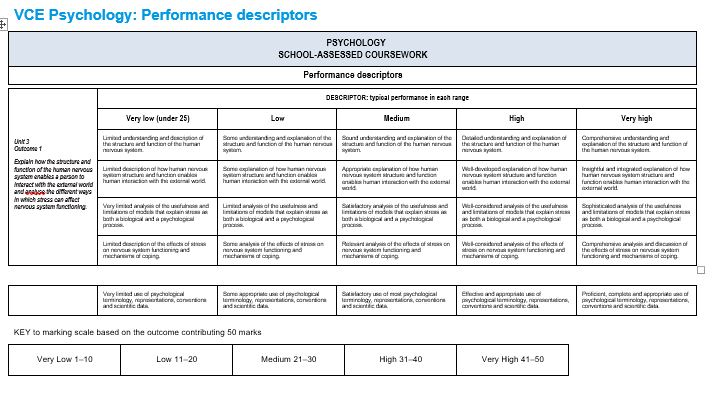 VCE Psychology: Performance descriptors
PSYCHOLOGY
SCHOOL-ASSESSED COURSEWORK
Performance descriptors
DESCRIPTOR: typical performance in each range
Very low (under 25)
Low
Medium
High
Very high
Unit 3
Outcome 1
Explain how the structure and
function of the human nervous
system enables a person to
interact with the external world
and the different ways
in which stress can affect
nervous system functioning.
Limited understanding and description of
the structure and function of the human
nervous system.
Some understanding and explanation of the
structure and function of the human nervous
system.
Sound understanding and explanation of the
structure and function of the human nervous
system.
Detailed understanding and explanation of
the structure and function of the human
nervous system.
Comprehensive understanding and
explanation of the structure and function of
the human nervous system.
Limited description of how human nervous
system structure and function enables
human interaction with the external world.
Some explanation of how human nervous
system structure and function enables
human interaction with the external world.
Appropriate explanation of how human
nervous system structure and function
enables human interaction with the external
world.
Well-developed explanation of how human
nervous system structure and function
enables human interaction with the external
world.
Insightful and integrated explanation of how
human nervous system structure and
function enables human interaction with the
external world.
Very limited analysis of the usefulness and
limitations of models that explain stress as
both a biological and a psychological
process.
Limited analysis of the usefulness and
limitations of models that explain stress as
both a biological and a psychological
process.
Satisfactory analysis of the usefulness and
limitations of models that explain stress as
both a biological and a psychological
process.
Well-considered analysis of the usefulness
and limitations of models that explain stress
as both a biological and a psychological
process.
Sophisticated analysis of the usefulness
and limitations of models that explain stress
as both a biological and a psychological
process.
Limited description of the effects of stress
on nervous system functioning and
mechanisms of coping.
Some analysis of the effects of stress on
nervous system functioning and
mechanisms of coping.
Relevant analysis of the effects of stress on
nervous system functioning and
mechanisms of coping.
Well-considered analysis of the effects of
stress on nervous system functioning and
mechanisms of coping.
Comprehensive analysis and discussion of
the effects of stress on nervous system
functioning and mechanisms of coping.
Very limited use of psychological
terminology, representations, conventions
and scientific data.
Some appropriate use of psychological
terminology, representations, conventions
and scientific data.
Satisfactory use of most psychological
terminology, representations, conventions
and scientific data.
Effective and appropriate use of
psychological terminology, representations,
conventions and scientific data.
Proficient, complete and appropriate use of
psychological terminology, representations,
conventions and scientific data.
KEY to marking scale based on the outcome contributing 50 marks
Very Low 1–10
Low 11–20
Medium 21–30
High 31–40
Very High 41–50